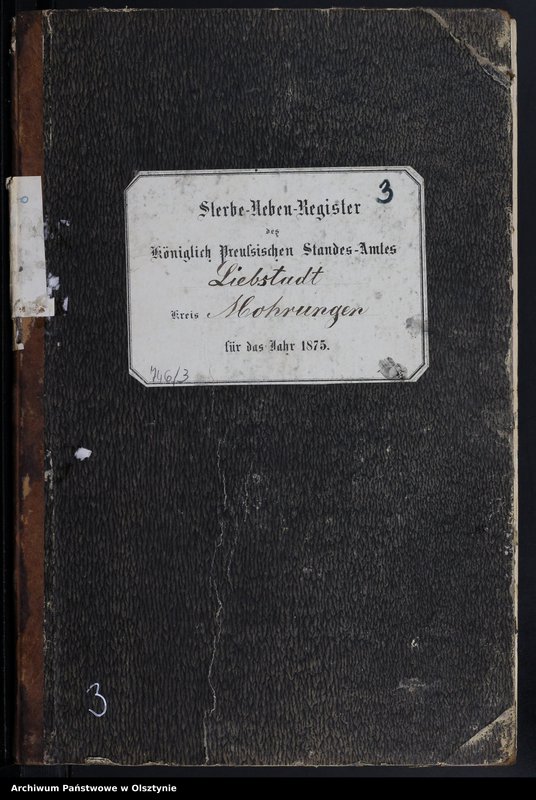 3
Sterbe-Neben-Register
des
Königlich Preußischen Standes-Amtes
Liebstadt
Kreis Mohrungen
für das Jahr 1875.
746/3
3
Archiwum Państwowe w Olsztynie